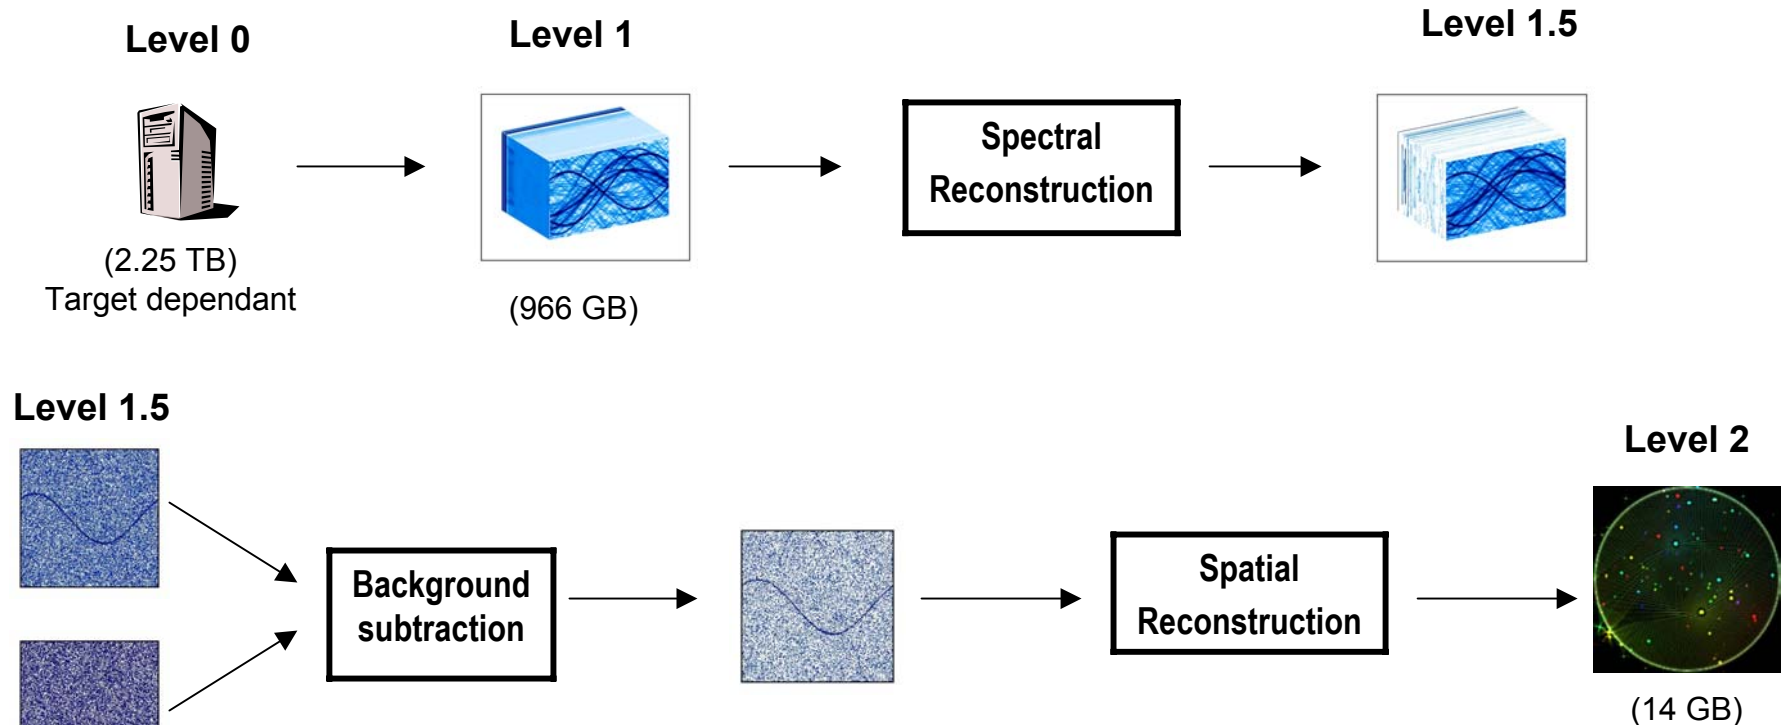 Level 0
Level 1
Level 1.5
Spectral
Reconstruction
(2.25 TB)
Target dependant
(966 GB)
Level 1.5
Level 2
Background
subtraction
Spatial
Reconstruction
(14 GB)